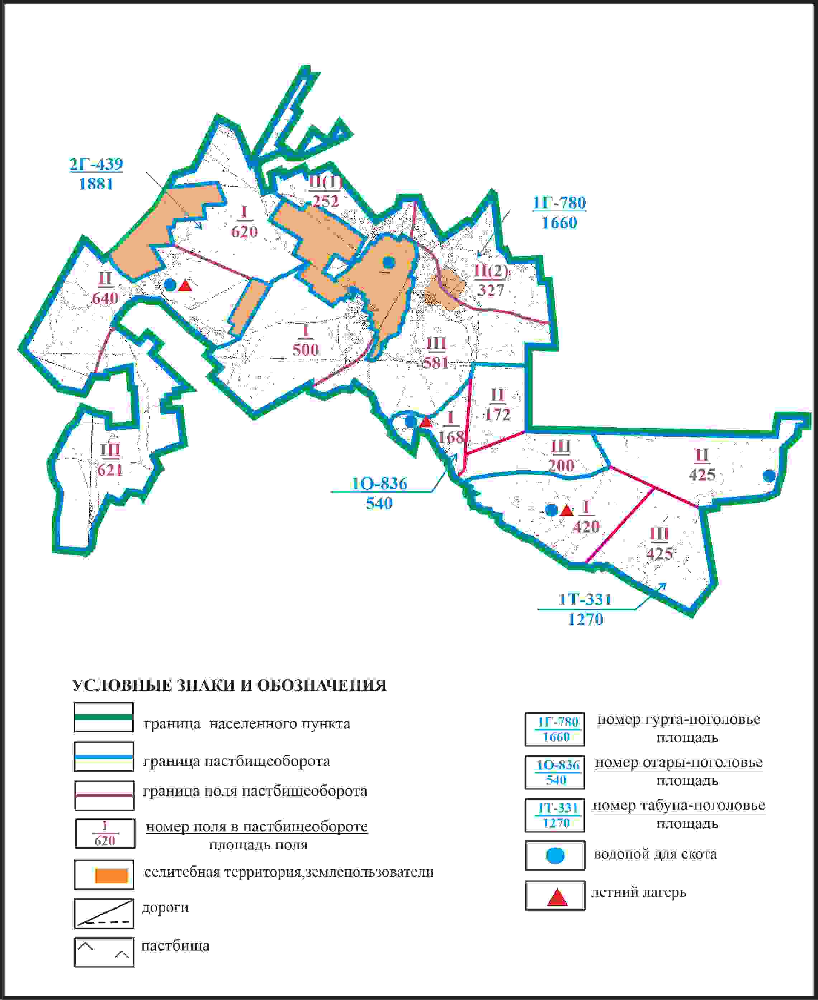 2Г-439
1881
II(1)
252
I
620
1Г-780
1660
II
640
II(2)
327
I
500
III
581
II
172
I
168
III
621
III
200
II
425
1О-836
540
I
420
III
425
1Т-331
1270
УСЛОВНЫЕ ЗНАКИ И ОБОЗНАЧЕНИЯ
граница населенного пункта
граница пастбищеоборота
граница поля пастбищеоборота
I
620
номер поля в пастбищеобороте
площадь поля
селитебная территория,землепользователи
дороги
пастбища
1Г-780
1660
номер гурта-поголовье
площадь
1О-836
540
номер отары-поголовье
площадь
1Т-331
1270
номер табуна-поголовье
площадь
водопой для скота
летний лагерь